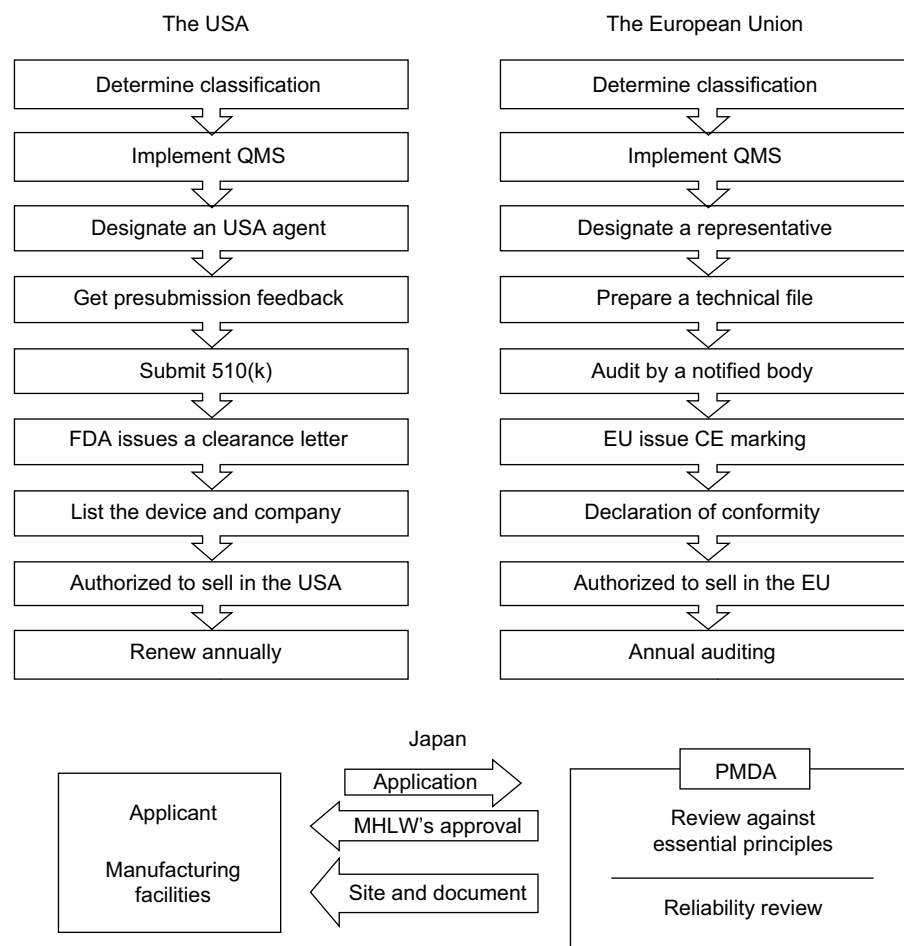 The USA
Determine classification
Implement QMS
Designate an USA agent
Get presubmission feedback
Submit 510(k)
FDA issues a clearance letter
List the device and company
Authorized to sell in the USA
Renew annually
The European Union
Determine classification
Implement QMS
Designate a representative
Prepare a technical file
Audit by a notified body
EU issue CE marking
Declaration of conformity
Authorized to sell in the EU
Annual auditing
Japan
Applicant
Manufacturing
facilities
Application
MHLW's approval
Site and document
PMDA
Review against
essential principles
Reliability review